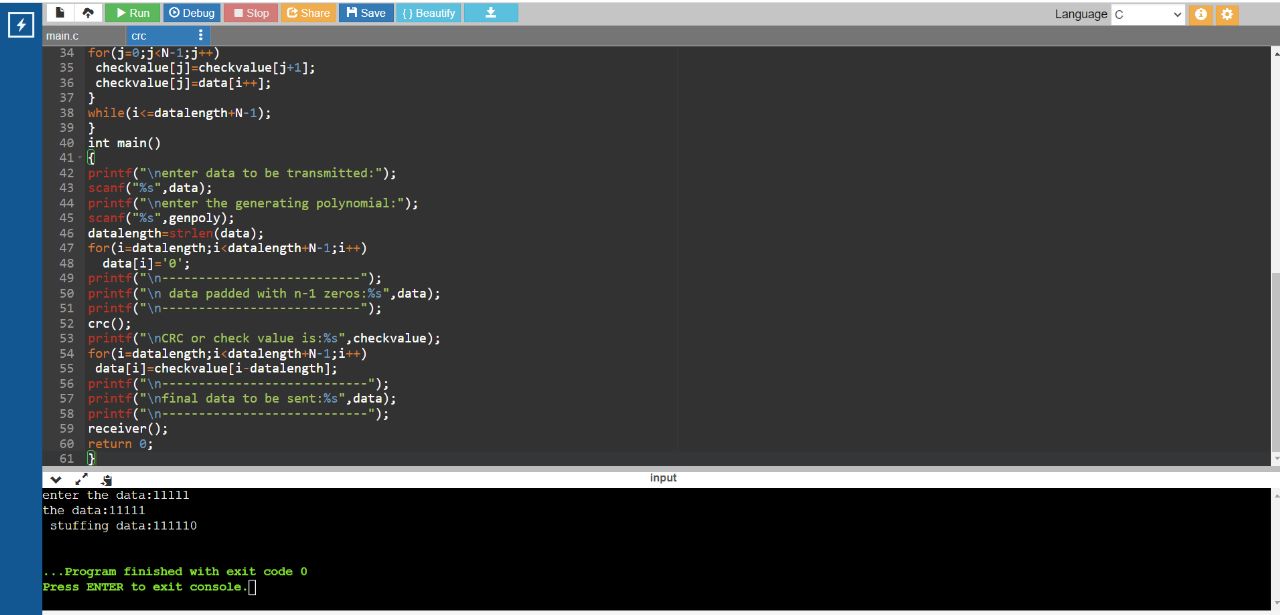 Run Debug Stop Share Save { } Beautify Language C
main.c crc
34 for(j=0;j<N-1;j++)
35 checkvalue[j]=checkvalue[j+1];
36 checkvalue[j]=data[i++];
37 }
38 while(i<=datalength+N-1);
39 }
40 int main()
41 {
42 printf("\nenter data to be transmitted:");
43 scanf("%s",data);
44 printf("\nenter the generating polynomial:");
45 scanf("%s",genpoly);
46 datalength=strlen(data);
47 for(i=datalength;i<datalength+N-1;i++)
48 data[i]='0';
49 printf("\n---------------------------");
50 printf("\n data padded with n-1 zeros:%s",data);
51 printf("\n---------------------------");
52 crc();
53 printf("\nCRC or check value is:%s",checkvalue);
54 for(i=datalength;i<datalength+N-1;i++)
55 data[i]=checkvalue[i-datalength];
56 printf("\n----------------------------");
57 printf("\nfinal data to be sent:%s",data);
58 printf("\n----------------------------");
59 receiver();
60 return 0;
61 }
input
enter the data:11111
the data:11111
stuffing data:111110
...Program finished with exit code 0
Press ENTER to exit console.